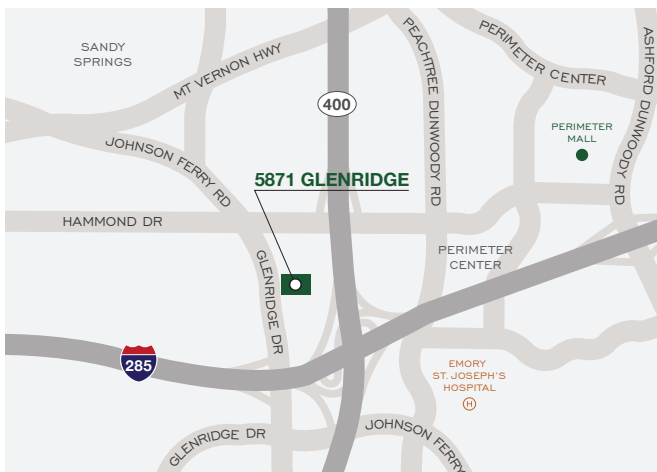 SANDY
SPRINGS
MT VERNON HWY
400
PEACHTREE DUNWOODY RD
PERIMETER CENTER
ASHFORD DUNWOODY RD
PERIMETER
MALL
JOHNSON FERRY RD
5871 GLENRIDGE
HAMMOND DR
GLENRIDGE DR
PERIMETER
CENTER
285
EMORY
ST. JOSEPH'S
HOSPITAL
H
GLENRIDGE DR
JOHNSON FERRY